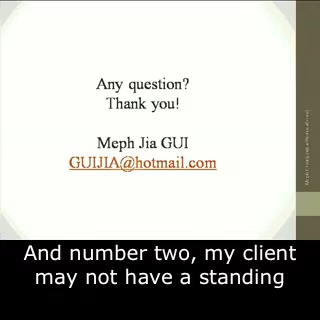 Any question?
Thank you!
Meph Jia GUI
GUIJIA@hotmail.com
And number two, my client
may not have a standing